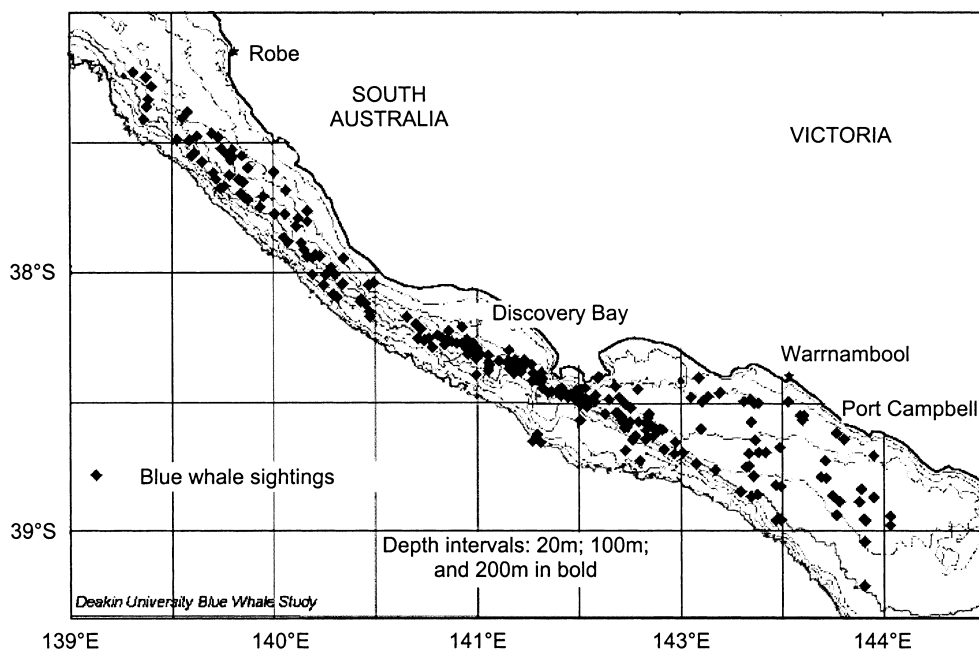 Robe
SOUTH
AUSTRALIA
VICTORIA
38°S
Discovery Bay
Warrnambool
Port Campbell
Blue whale sightings
39°S
Depth intervals: 20m; 100m;
and 200m in bold
Deakin University Blue Whale Study
139°E
140°E
141°E
143°E
144°E